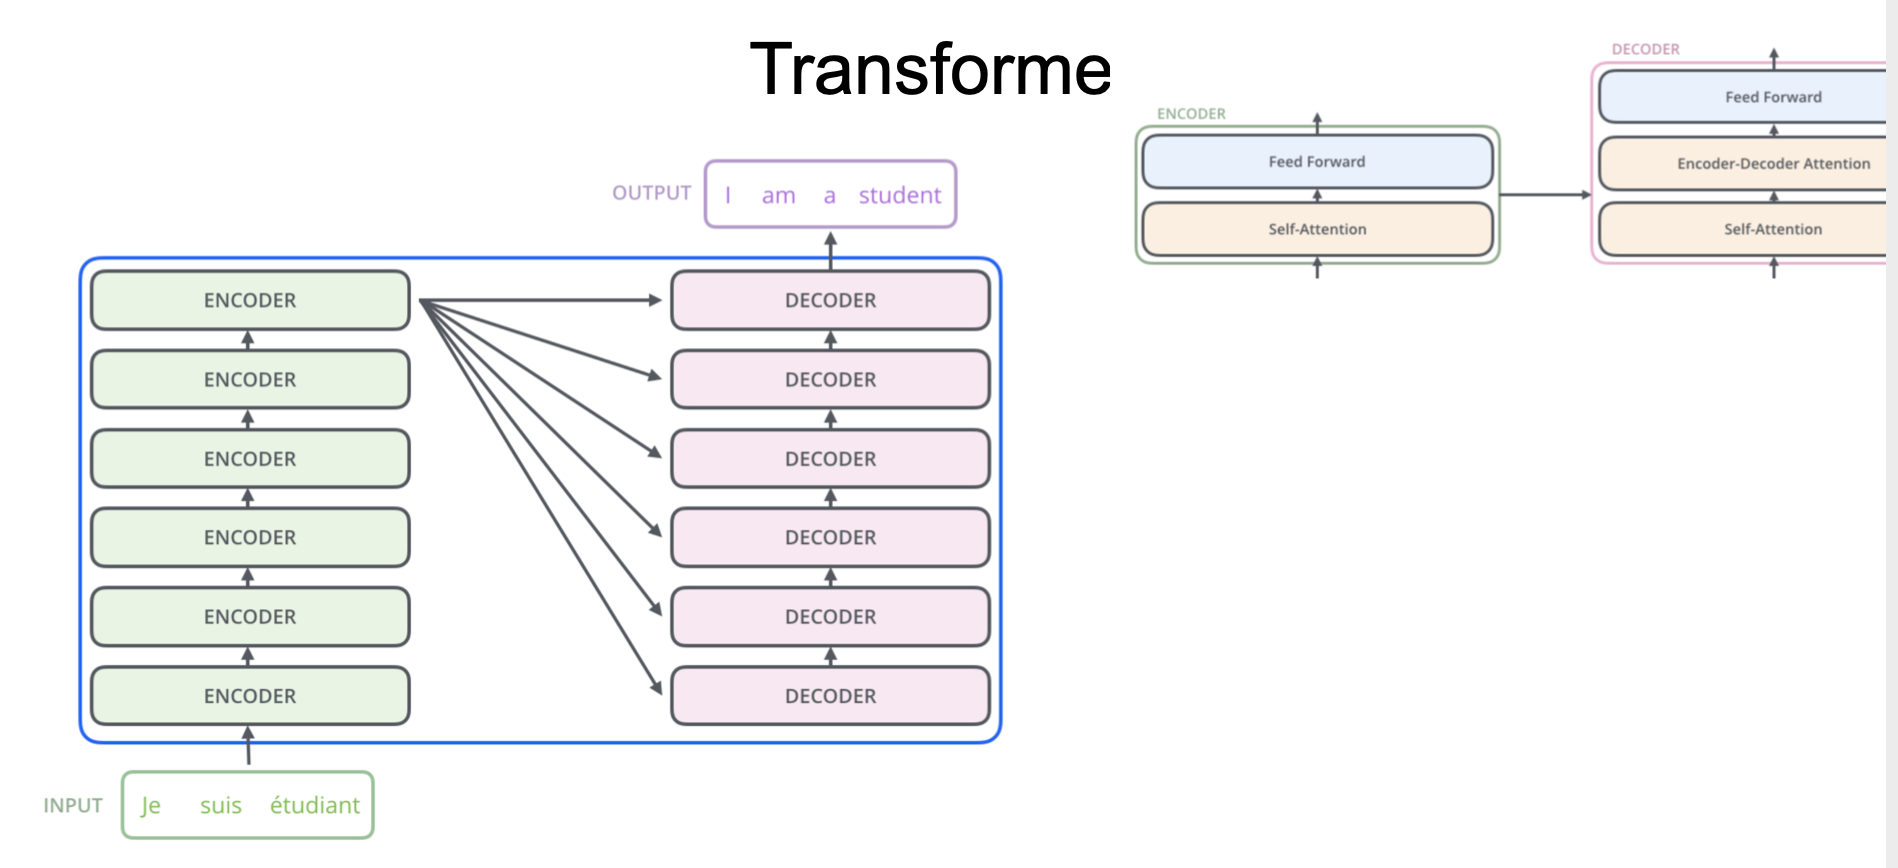 Transforme
OUTPUT
I am a student
ENCODER
ENCODER
ENCODER
ENCODER
ENCODER
ENCODER
DECODER
DECODER
DECODER
DECODER
DECODER
DECODER
INPUT
Je suis étudiant
ENCODER
Feed Forward
Self-Attention
DECODER
Feed Forward
Encoder-Decoder Attention
Self-Attention